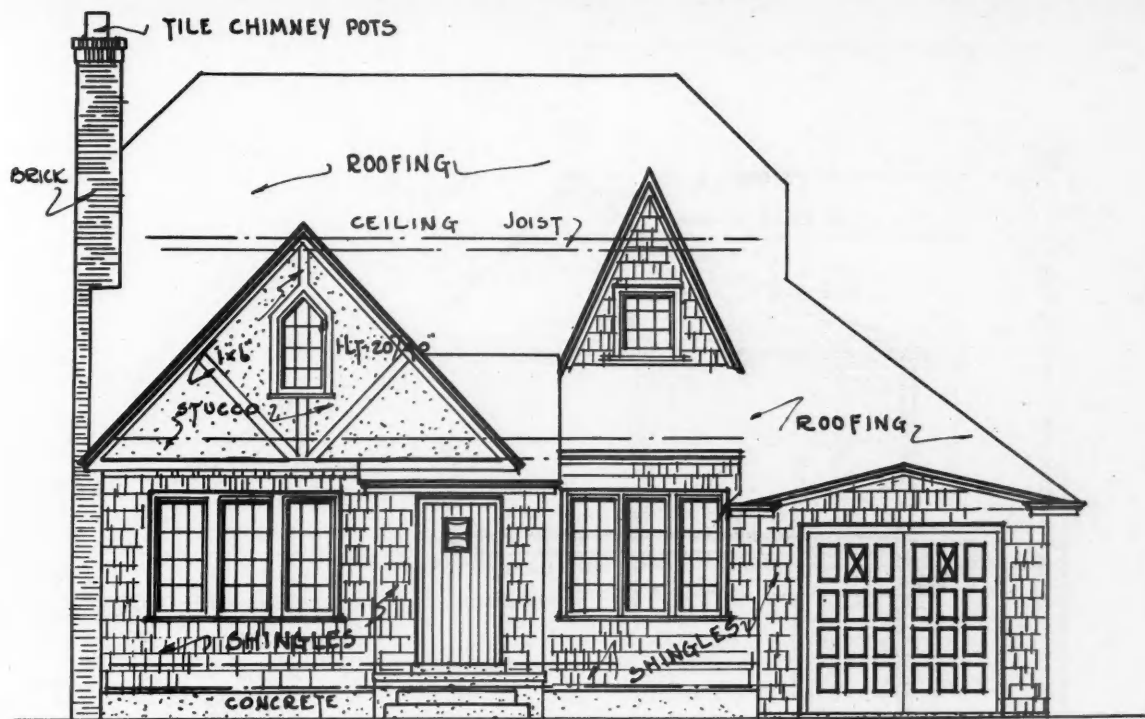 TILE CHIMNEY POTS
BRICK
ROOFING
CEILING JOIST
1x6"
STUCCO
ROOFING
SHINGLES
SHINGLES
CONCRETE